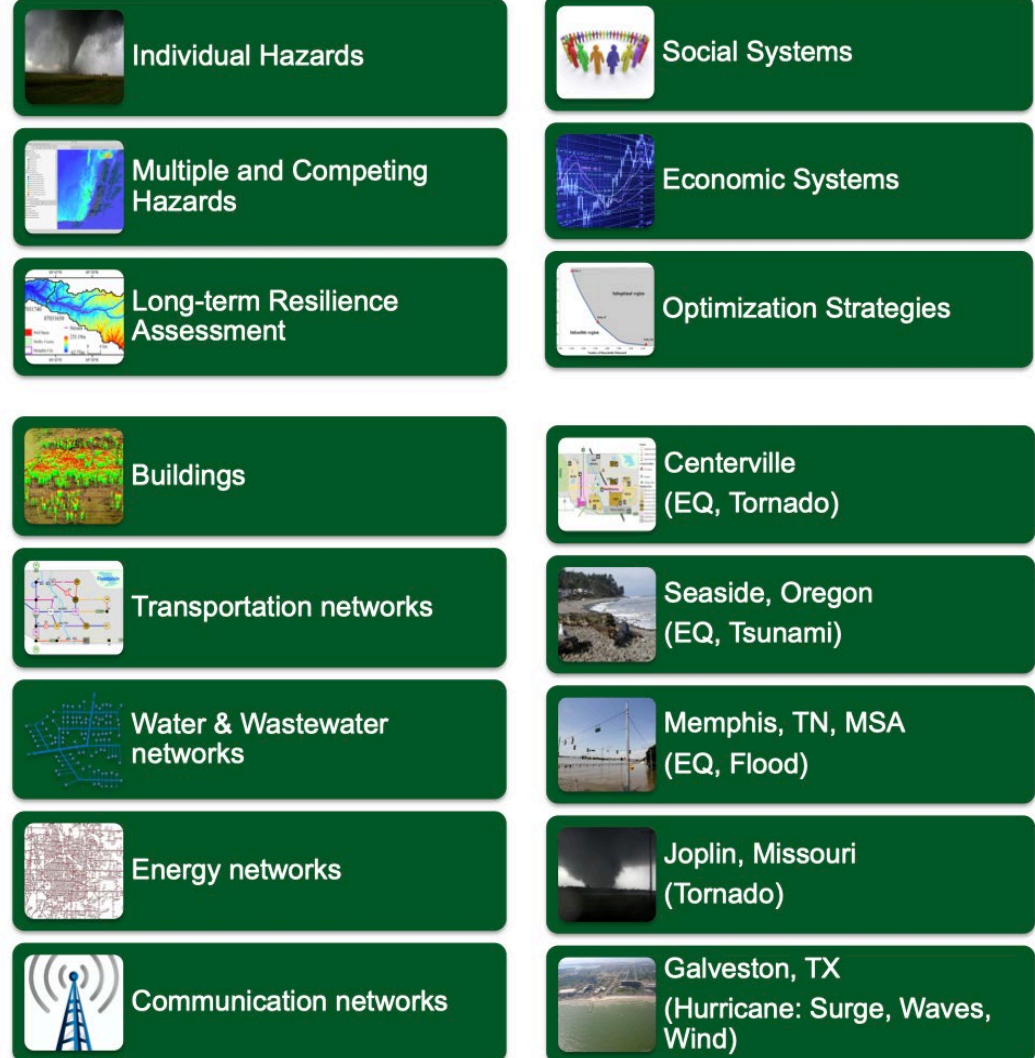 Individual Hazards
Multiple and Competing
Hazards
Long-term Resilience
Assessment
Social Systems
Economic Systems
Optimization Strategies
Buildings
Transportation networks
Water & Wastewater
networks
Energy networks
Communication networks
Centerville
(EQ, Tornado)
Seaside, Oregon
(EQ, Tsunami)
Memphis, TN, MSA
(EQ, Flood)
Joplin, Missouri
(Tornado)
Galveston, TX
(Hurricane: Surge, Waves,
Wind)